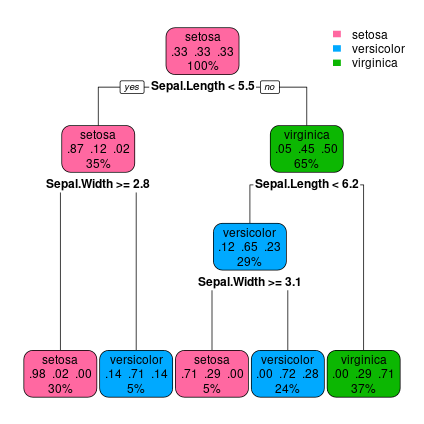 setosa
.33 .33 .33
100%
setosa
versicolor
virginica
yes Sepal.Length < 5.5 no
setosa
.87 .12 .02
35%
virginica
.05 .45 .50
65%
Sepal.Width >= 2.8
Sepal.Length < 6.2
versicolor
.12 .65 .23
29%
Sepal.Width >= 3.1
setosa
.98 .02 .00
30%
versicolor
.14 .71 .14
5%
setosa
.71 .29 .00
5%
versicolor
.00 .72 .28
24%
virginica
.00 .29 .71
37%